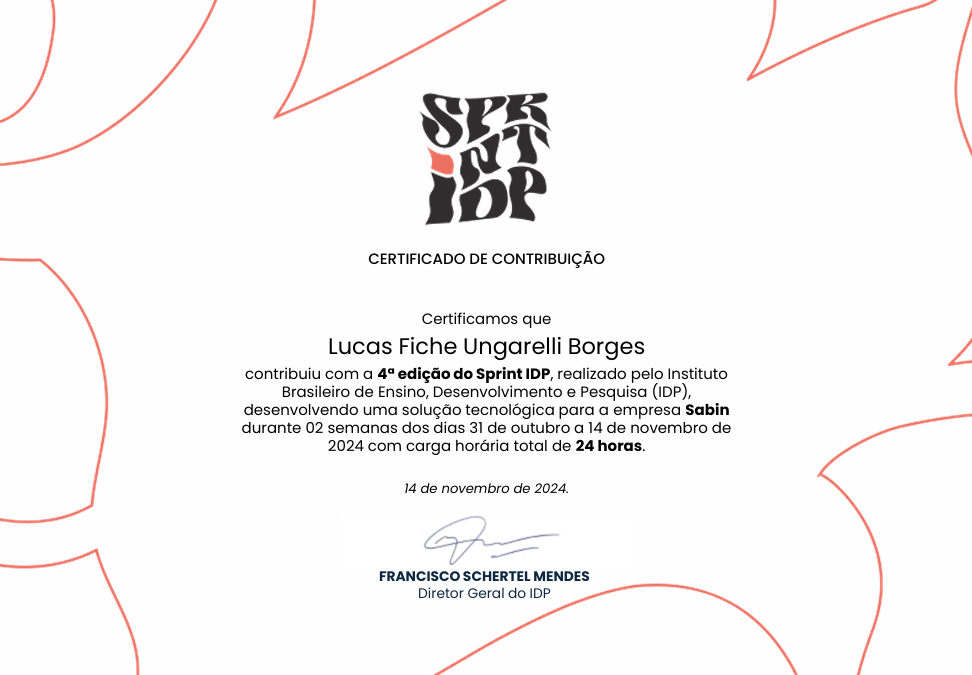 SPR
INT
IDP
CERTIFICADO DE CONTRIBUIÇÃO
Certificamos que
Lucas Fiche Ungarelli Borges
contribuiu com a 4ª edição do Sprint IDP, realizado pelo Instituto
Brasileiro de Ensino, Desenvolvimento e Pesquisa (IDP),
desenvolvendo uma solução tecnológica para a empresa Sabin
durante 02 semanas dos dias 31 de outubro a 14 de novembro de
2024 com carga horária total de 24 horas.
14 de novembro de 2024.
FRANCISCO SCHERTEL MENDES
Diretor Geral do IDP